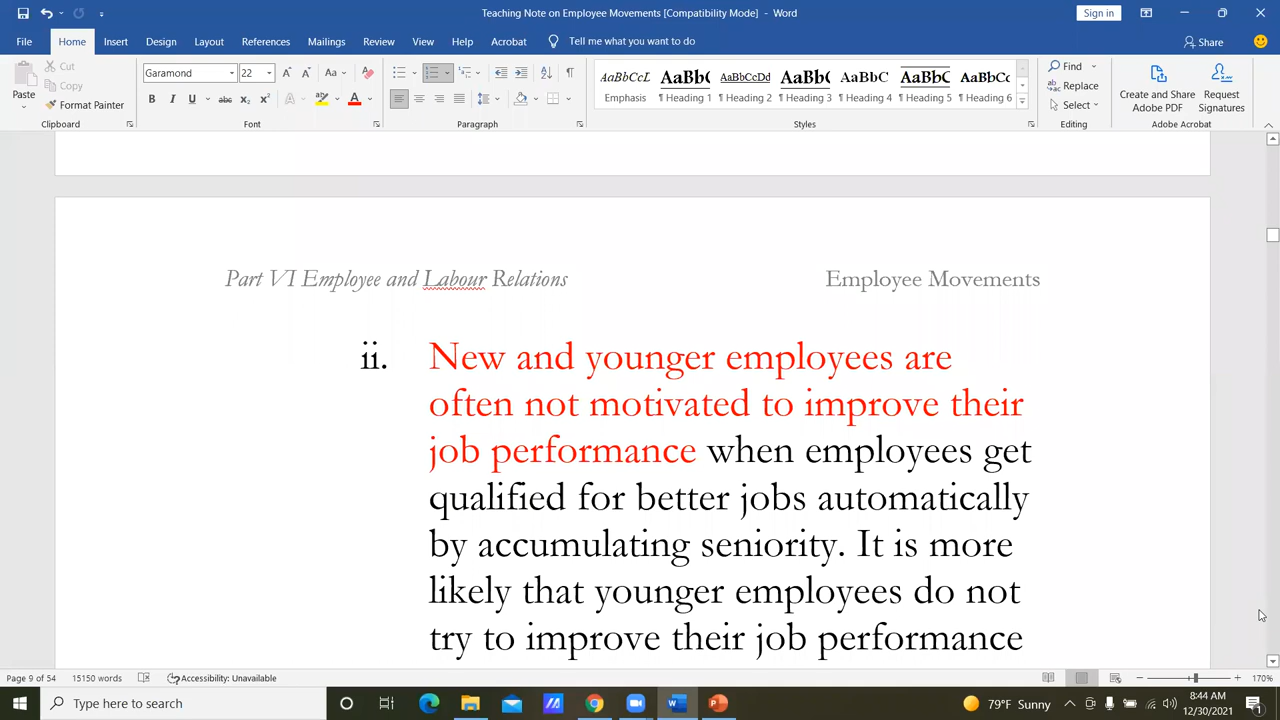 Teaching Note on Employee Movements [Compatibility Mode] - Word
Sign in
File Home Insert Design Layout References Mailings Review View Help Acrobat Tell me what you want to do Share
Paste
Cut
Copy
Format Painter
Clipboard
Garamond 22
Font
Paragraph
AaBbCcL AaBb( AaBbCcDd AaBb( AaBbC AaBbC AaBbCc
Emphasis ¶ Heading 1 ¶ Heading 2 ¶ Heading 3 ¶ Heading 4 ¶ Heading 5 ¶ Heading 6
Styles
Find
Replace
Select
Editing
Create and Share
Adobe PDF
Request
Signatures
Adobe Acrobat
Part VI Employee and Labour Relations Employee Movements
ii. New and younger employees are
often not motivated to improve their
job performance when employees get
qualified for better jobs automatically
by accumulating seniority. It is more
likely that younger employees do not
try to improve their job performance
Page 9 of 54 15150 words Accessibility: Unavailable 170%
Type here to search
79°F Sunny
8:44 AM
12/30/2021